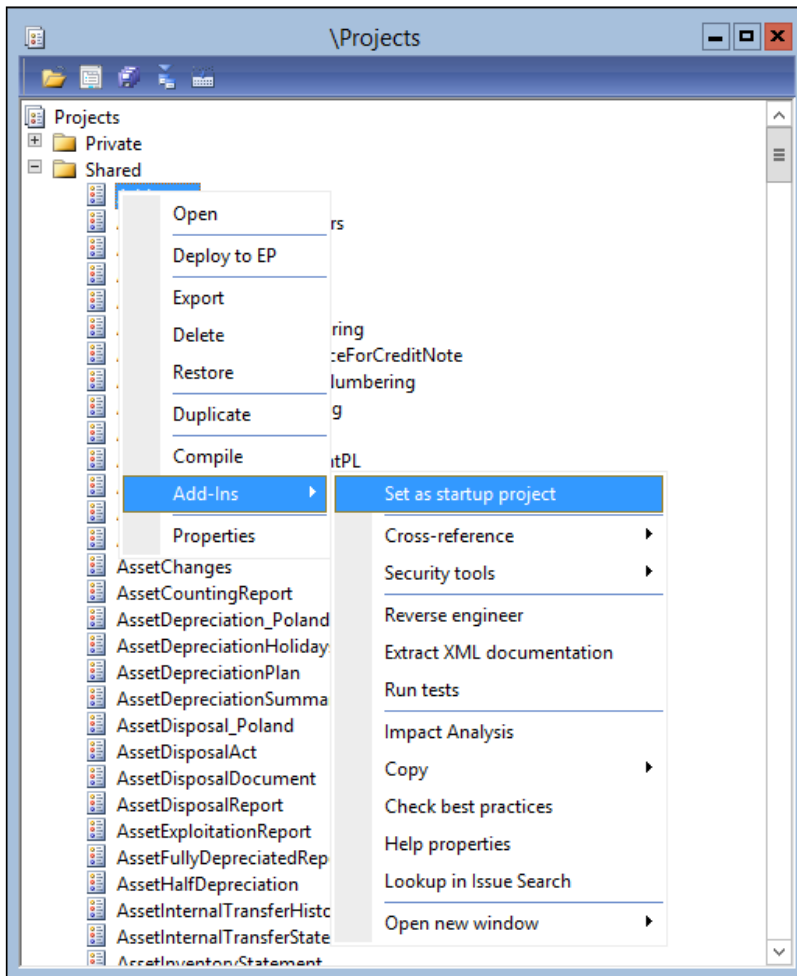 \Projects
Projects
Private
Shared
Open
rs
Deploy to EP
Export
Delete
ring
ceForCreditNote
Restore
lumbering
Duplicate
g
Compile
tPL
Add-Ins
Set as startup project
Properties
Cross-reference
AssetChanges
Security tools
AssetCountingReport
AssetDepreciation_Poland
Reverse engineer
AssetDepreciationHoliday
Extract XML documentation
AssetDepreciationPlan
Run tests
AssetDepreciationSumma
AssetDisposal_Poland
Impact Analysis
AssetDisposalAct
Copy
AssetDisposalDocument
AssetDisposalReport
Check best practices
AssetExploitationReport
Help properties
AssetFullyDepreciatedRep
AssetHalfDepreciation
Lookup in Issue Search
AssetInternalTransferHisto
Open new window
AssetInternalTransferState
AssetInventoryStatement